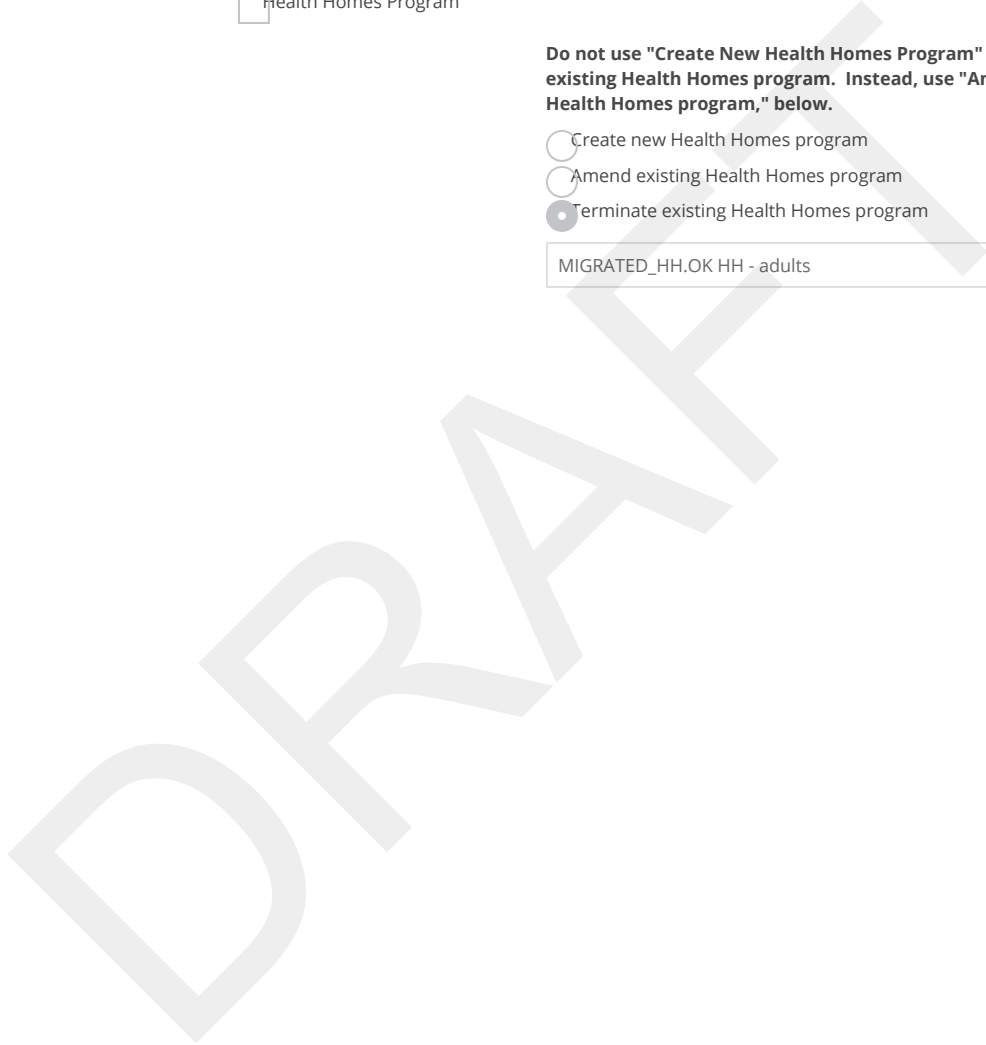 Health Homes Program
Do not use "Create New Health Homes Program"
existing Health Homes program. Instead, use
Health Homes program," below.
Create new Health Homes program
Amend existing Health Homes program
Terminate existing Health Homes program
MIGRATED_HH.OK HH - adults
DRAFT